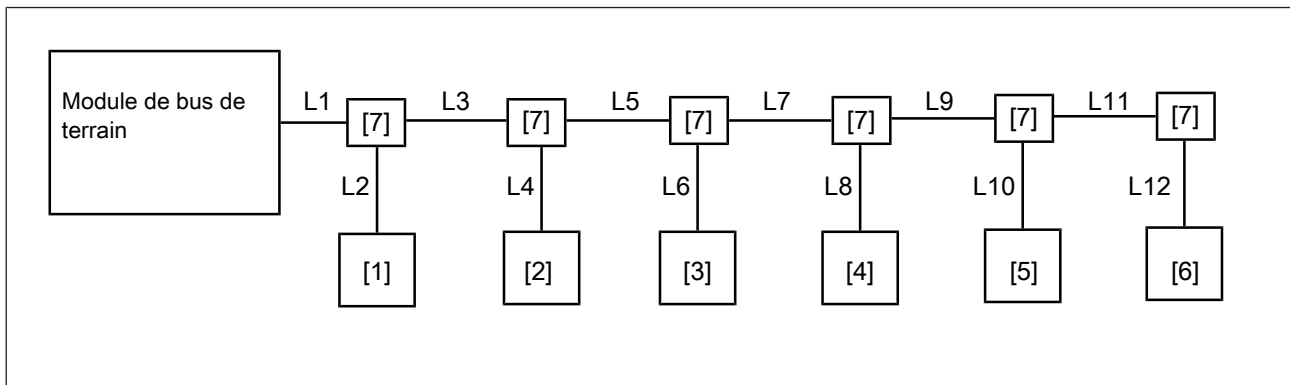 Module de bus de
terrain
L1
L3
L5
L7
L9
L11
[7]
[7]
[7]
[7]
[7]
[7]
L2
L4
L6
L8
L10
L12
[1]
[2]
[3]
[4]
[5]
[6]